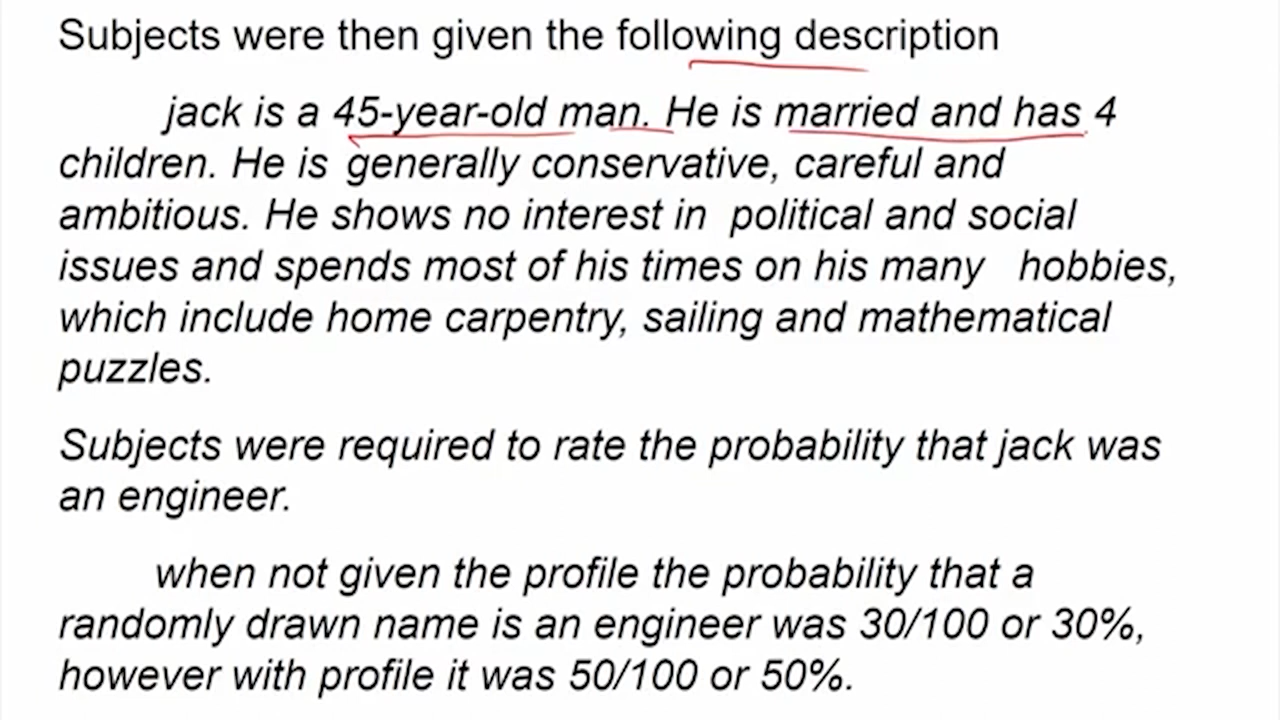 Subjects were then given the following description
jack is a 45-year-old man. He is married and has 4
children. He is generally conservative, careful and
ambitious. He shows no interest in political and social
issues and spends most of his times on his many hobbies,
which include home carpentry, sailing and mathematical
puzzles.
Subjects were required to rate the probability that jack was
an engineer.
when not given the profile the probability that a
randomly drawn name is an engineer was 30/100 or 30%,
however with profile it was 50/100 or 50%.